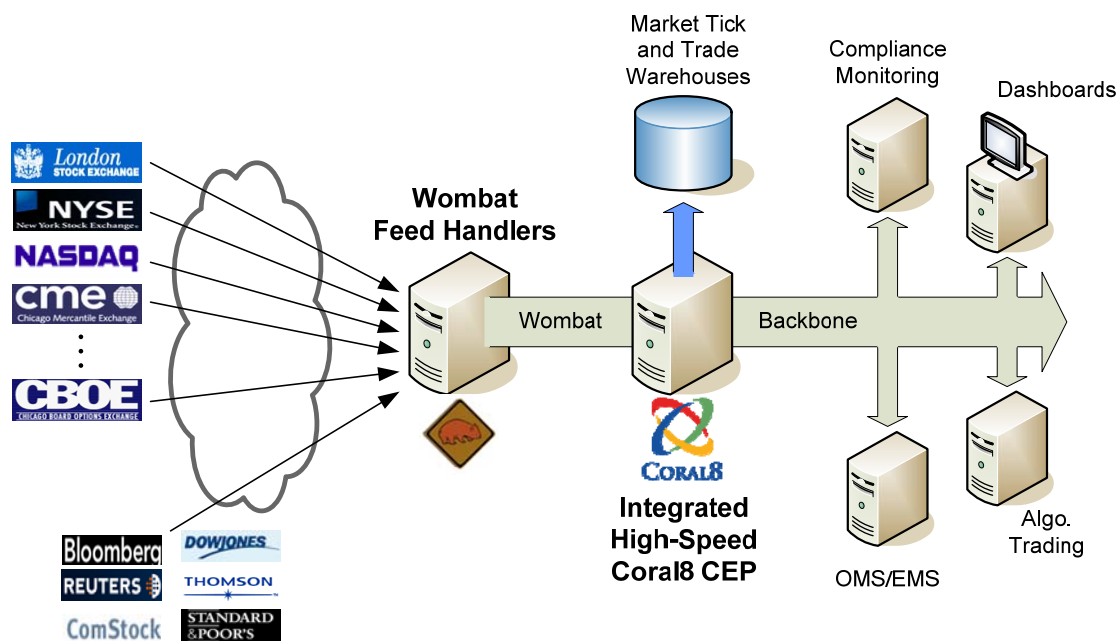 Market Tick
and Trade
Warehouses
Compliance
Monitoring
Dashboards
London
STOCK EXCHANGE
NYSE
New York Stock Exchange®
NASDAQ
cme
Chicago Mercantile Exchange
CBOE
CHICAGO BOARD OPTIONS EXCHANGE
Wombat
Feed Handlers
Wombat
Backbone
CORAL8
Integrated
High-Speed
Coral8 CEP
OMS/EMS
Algo.
Trading
Bloomberg
DOWJONES
REUTERS
THOMSON
ComStock
STANDARD
&POOR'S